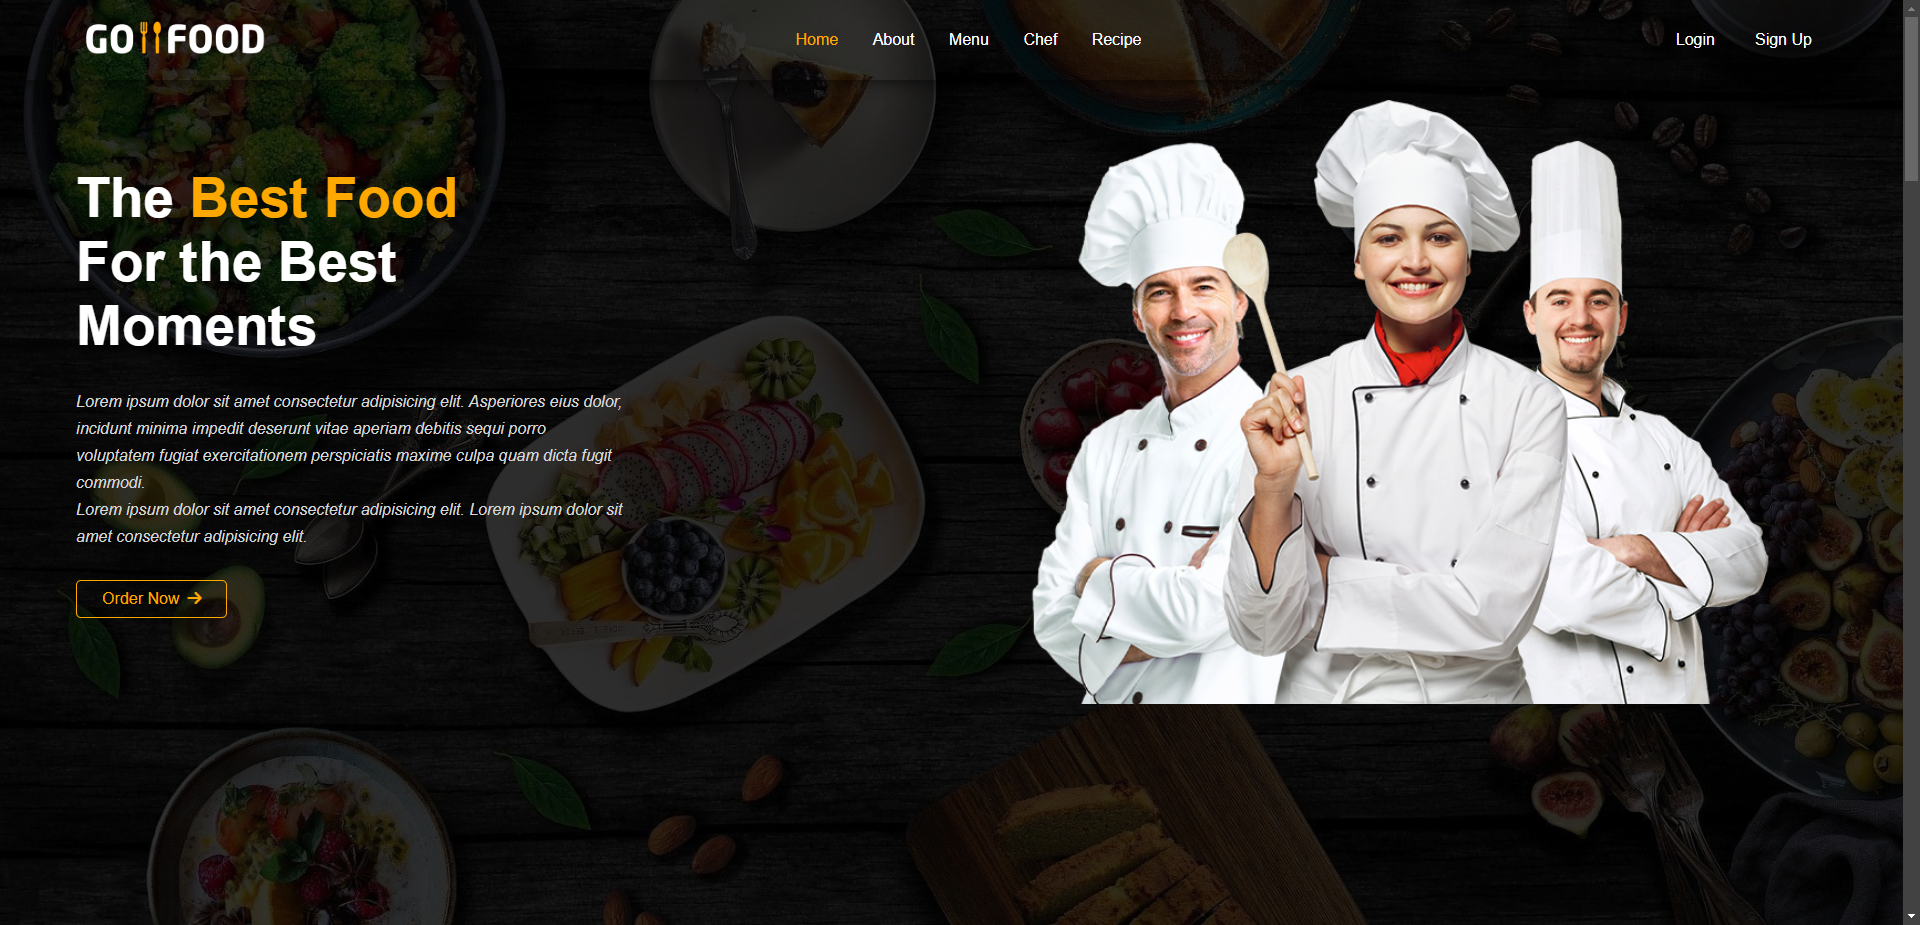 GO FOOD
Home About Menu Chef Recipe
Login Sign Up
The Best Food
For the Best
Moments
Lorem ipsum dolor sit amet consectetur adipisicing elit. Asperiores eius dolor,
incidunt minima impedit deserunt vitae aperiam debitis sequi porro
voluptatem fugiat exercitationem perspiciatis maxime culpa quam dicta fugit
commodi.
Lorem ipsum dolor sit amet consectetur adipisicing elit. Lorem ipsum dolor sit
amet consectetur adipisicing elit.
Order Now